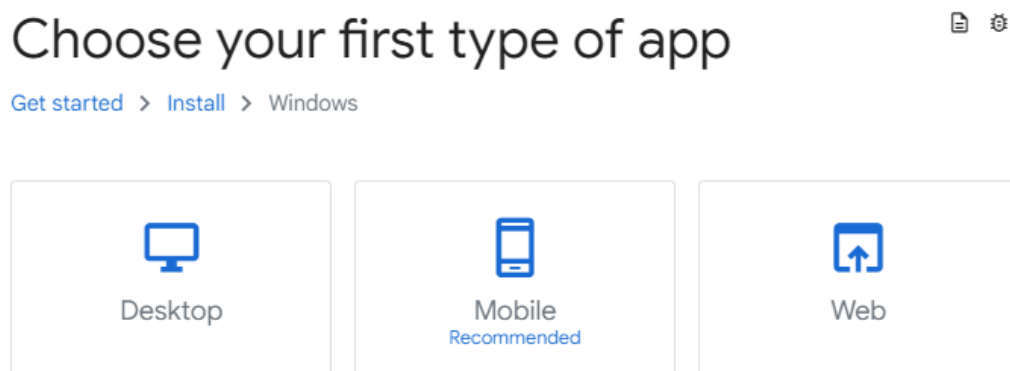 Choose your first type of app
Get started > Install > Windows
Desktop
Mobile
Recommended
Web